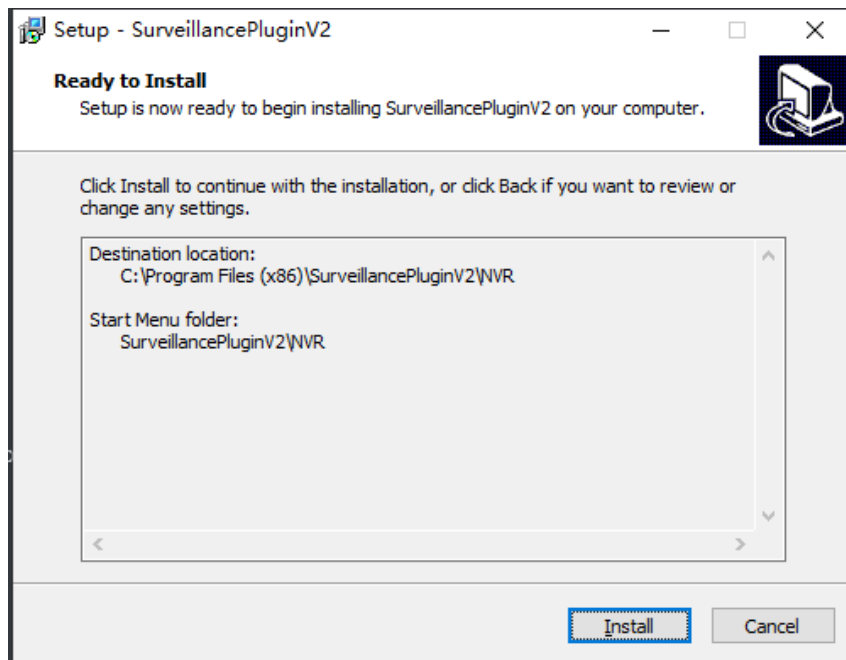 Setup - SurveillancePluginV2
Ready to Install
Setup is now ready to begin installing SurveillancePluginV2 on your computer.
Click Install to continue with the installation, or click Back if you want to review or
change any settings.
Destination location:
C:\Program Files (x86)\SurveillancePluginV2\NVR
Start Menu folder:
SurveillancePluginV2\NVR
Install
Cancel